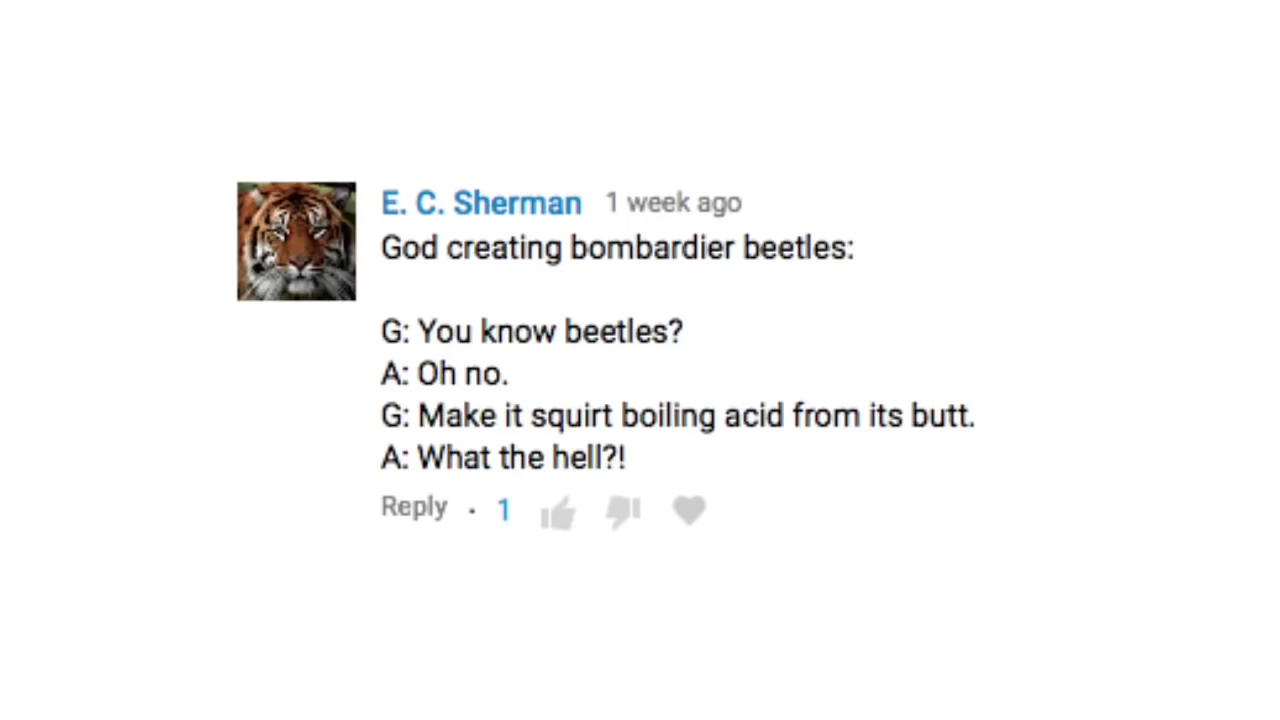 E. C. Sherman 1 week ago
God creating bombardier beetles:
G: You know beetles?
A: Oh no.
G: Make it squirt boiling acid from its butt.
A: What the hell?!
Reply · 1